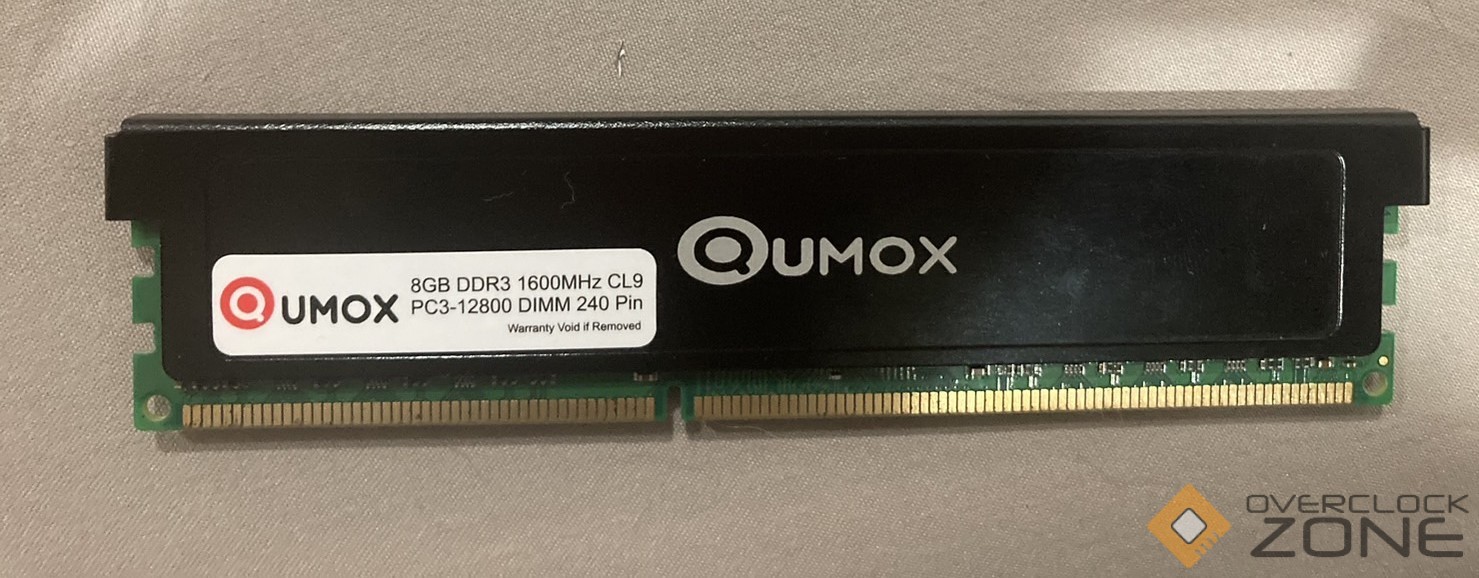 QUMOX
QUMOX
8GB DDR3 1600MHz CL9
PC3-12800 DIMM 240 Pin
Warranty Void if Removed
OVERCLOCK
ZONE